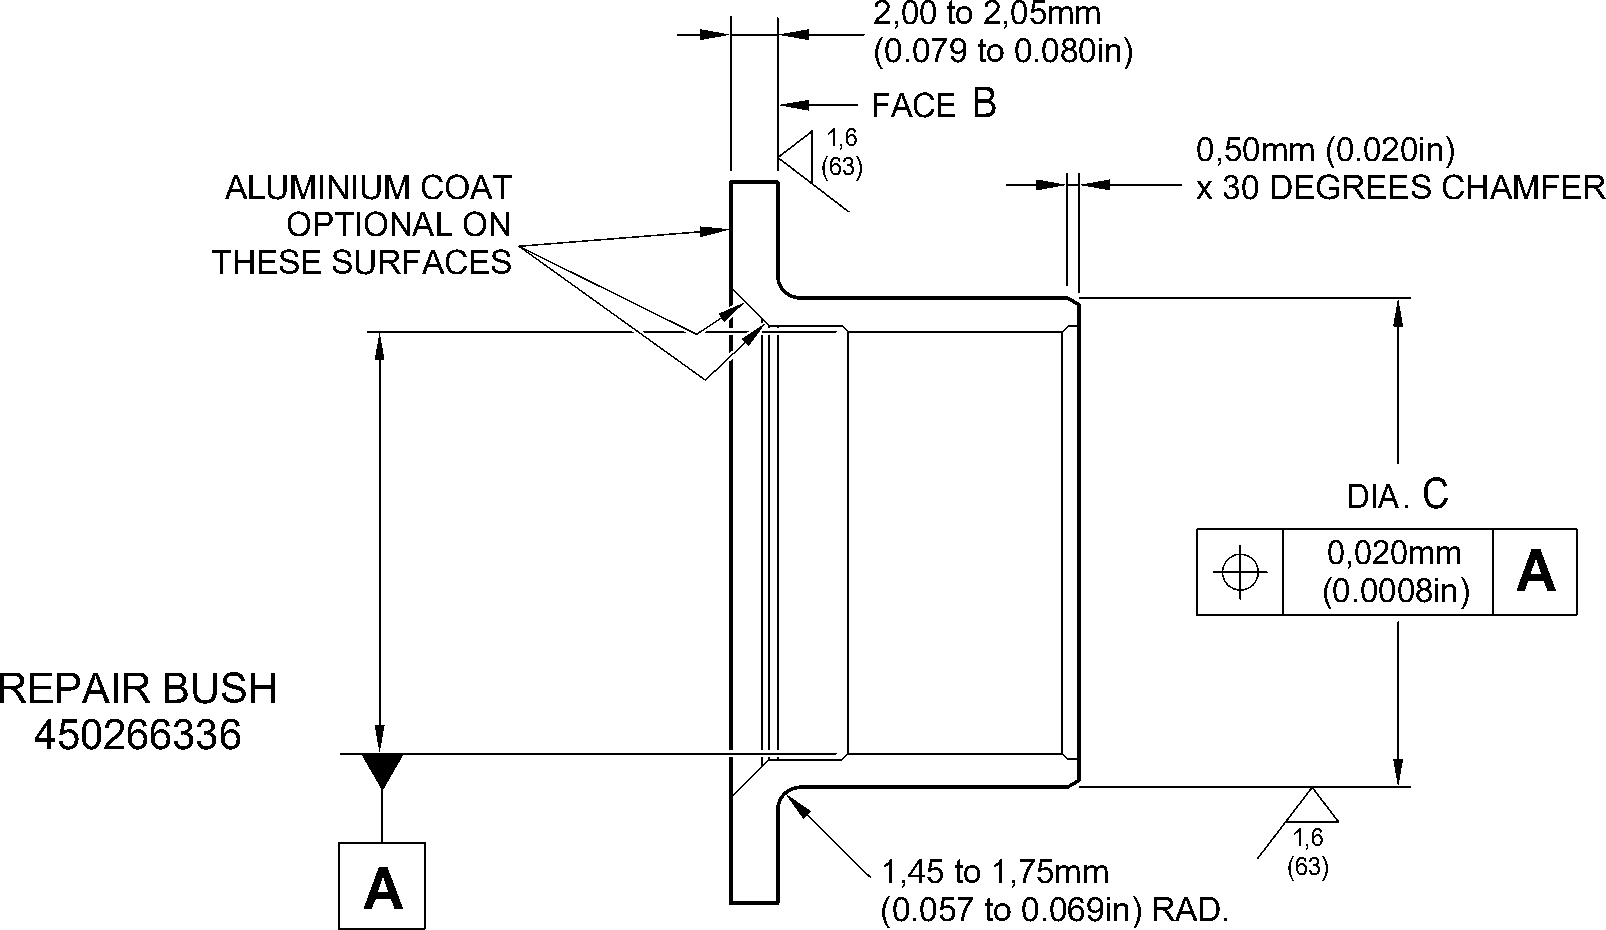 2,00 to 2,05mm
(0.079 to 0.080in)
FACE B
1,6
(63)
0,50mm (0.020in)
x 30 DEGREES CHAMFER
ALUMINIUM COAT
OPTIONAL ON
THESE SURFACES
DIA. C
0,020mm
(0.0008in)
A
REPAIR BUSH
450266336
A
1,45 to 1,75mm
(0.057 to 0.069in) RAD.
1,6
(63)